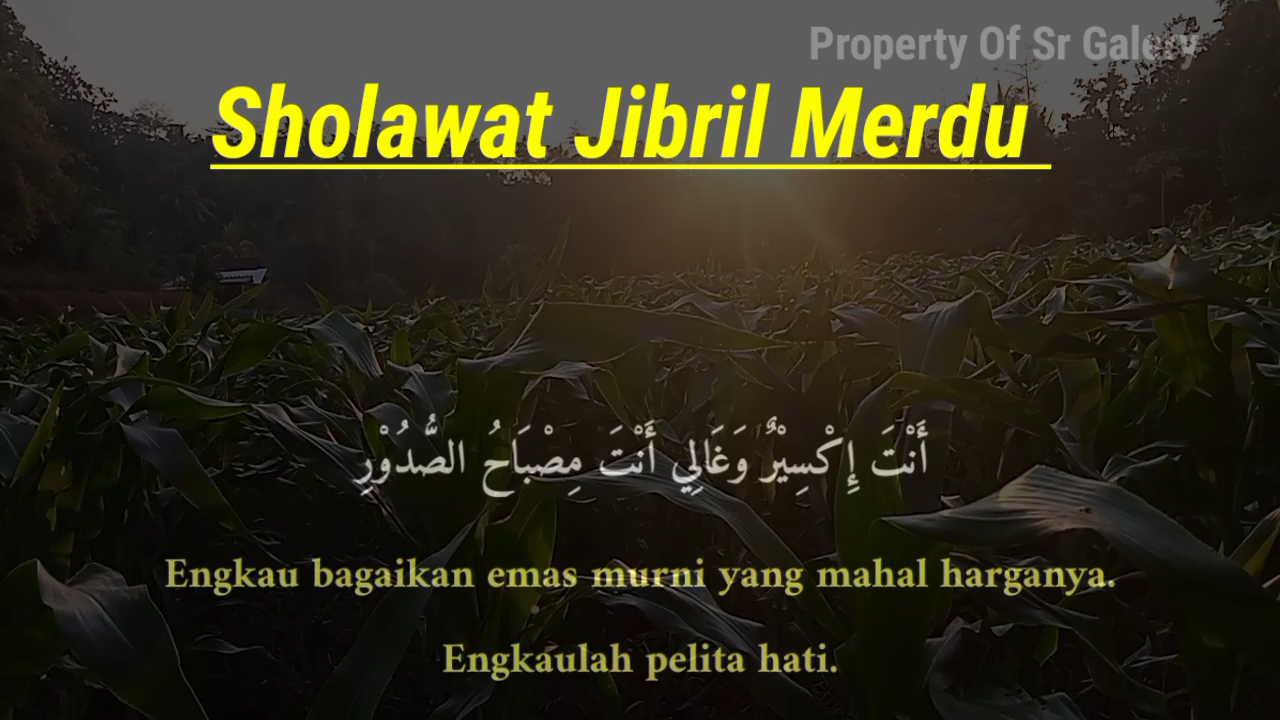 Property Of Sr Galery
Sholawat Jibril Merdu
أَنْتَ إِكْسِيْرٌ وَغَالِي أَنْتَ مِصْبَاحُ الصُّدُوْرِ
Engkau bagaikan emas murni yang mahal harganya.
Engkaulah pelita hati.